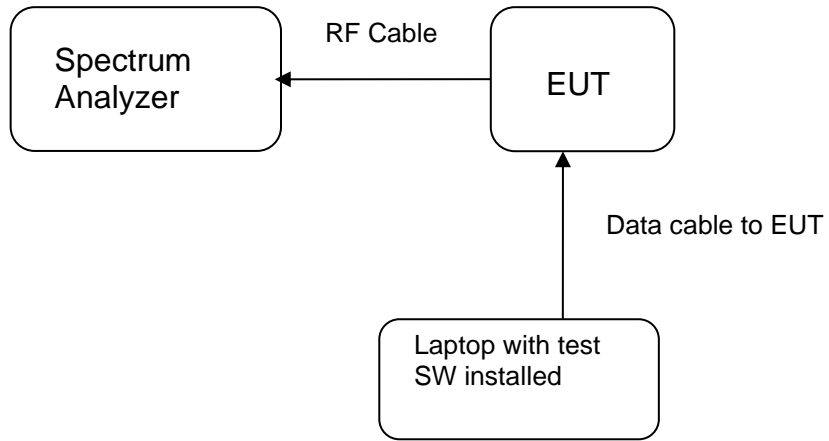 RF Cable
Spectrum
Analyzer
EUT
Data cable to EUT
Laptop with test
SW installed